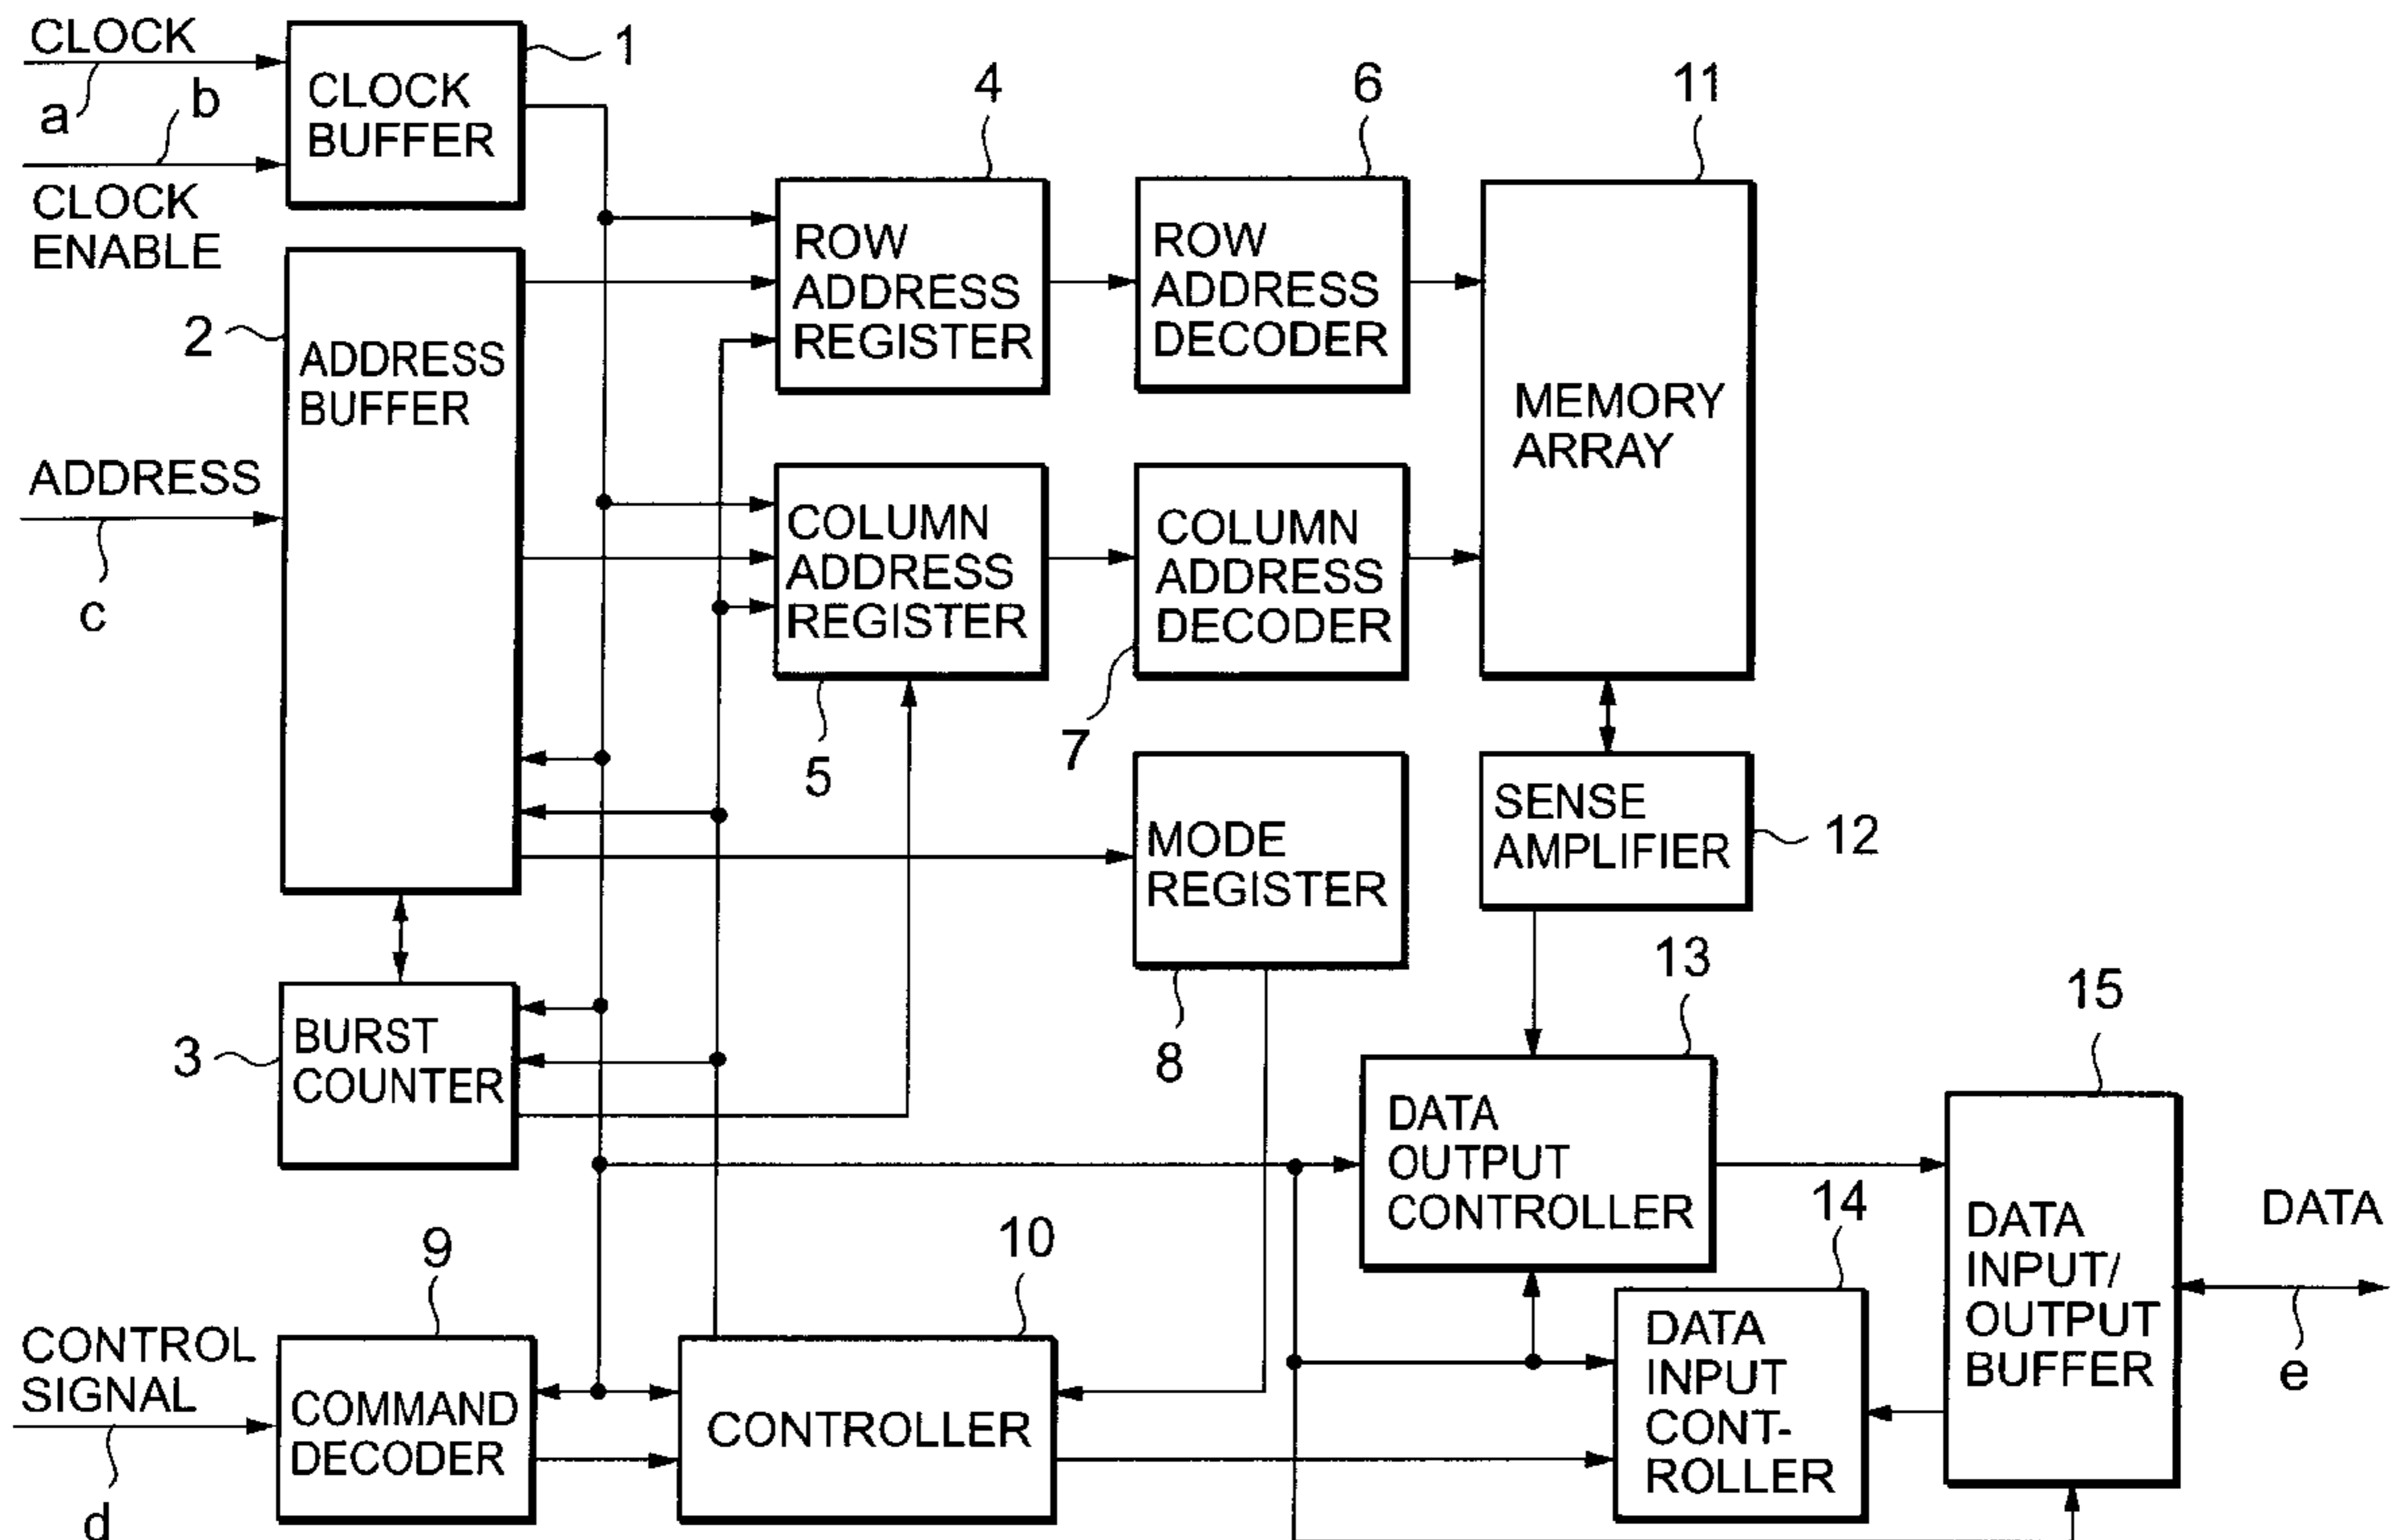 CLOCK
a
b
CLOCK
ENABLE
CLOCK
BUFFER
1
2
ADDRESS
BUFFER
ADDRESS
c
4
ROW
ADDRESS
REGISTER
6
ROW
ADDRESS
DECODER
11
MEMORY
ARRAY
COLUMN
ADDRESS
REGISTER
5
COLUMN
ADDRESS
DECODER
7
MODE
REGISTER
8
SENSE
AMPLIFIER
12
3
BURST
COUNTER
13
DATA
OUTPUT
CONTROLLER
15
DATA
INPUT/
OUTPUT
BUFFER
DATA
e
14
DATA
INPUT
CONT-
ROLLER
9
CONTROL
SIGNAL
d
COMMAND
DECODER
10
CONTROLLER